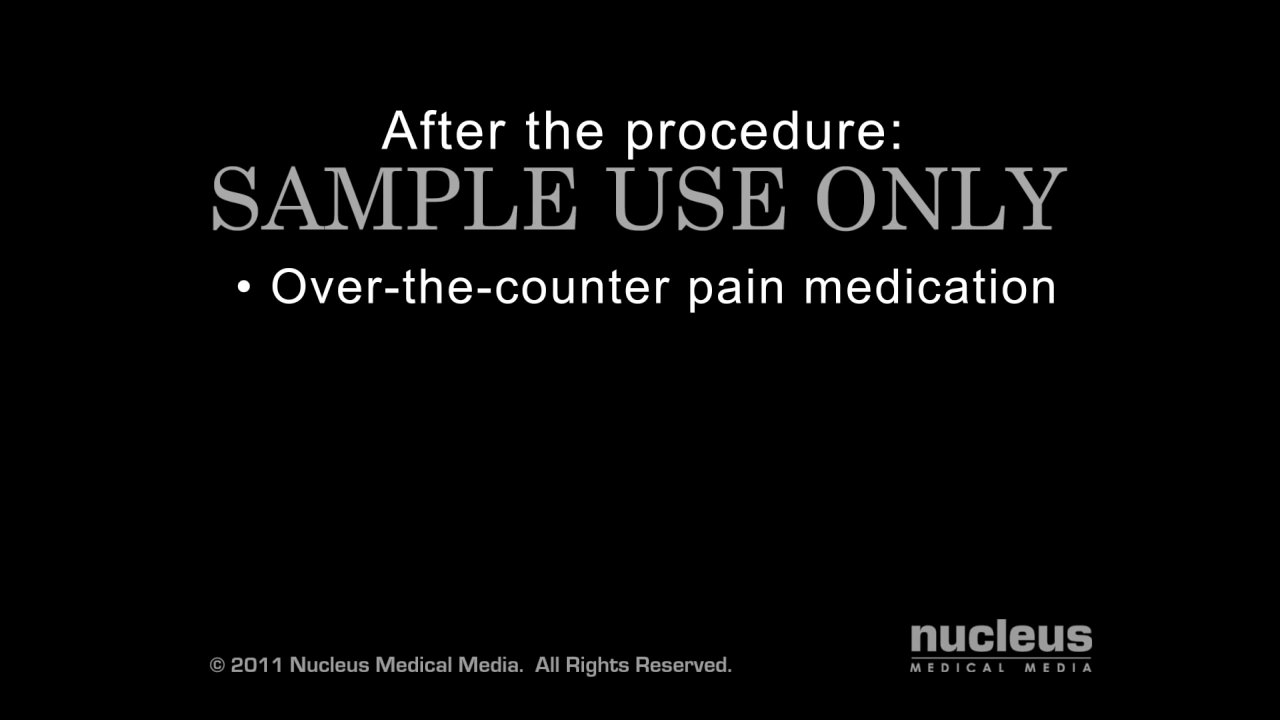 After the procedure:
SAMPLE USE ONLY
• Over-the-counter pain medication
nucleus
MEDICAL MEDIA
© 2011 Nucleus Medical Media. All Rights Reserved.